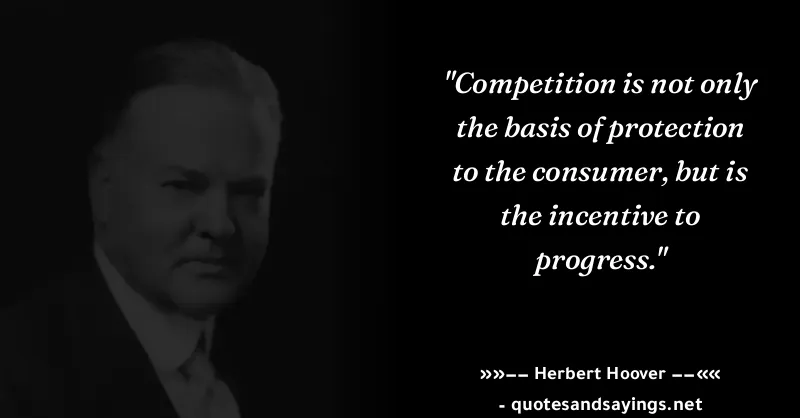 "Competition is not only
the basis of protection
to the consumer, but is
the incentive to
progress."
»»−− Herbert Hoover −−««
- quotesandsayings.net